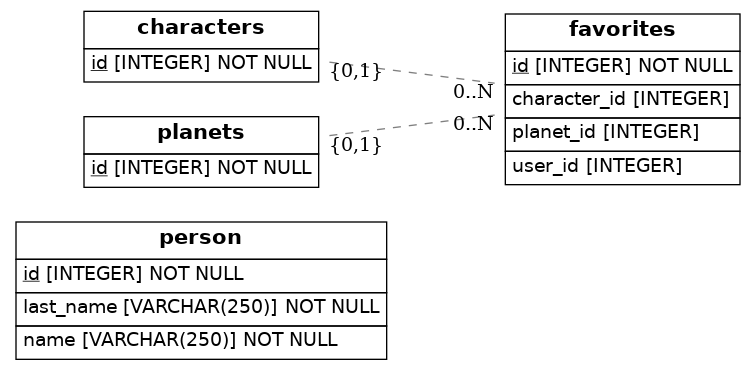 characters
id [INTEGER] NOT NULL
{0,1}
planets
id [INTEGER] NOT NULL
{0,1}
favorites
id [INTEGER] NOT NULL
0..N
character_id [INTEGER]
0..N
planet_id [INTEGER]
user_id [INTEGER]
person
id [INTEGER] NOT NULL
last_name [VARCHAR(250)] NOT NULL
name [VARCHAR(250)] NOT NULL